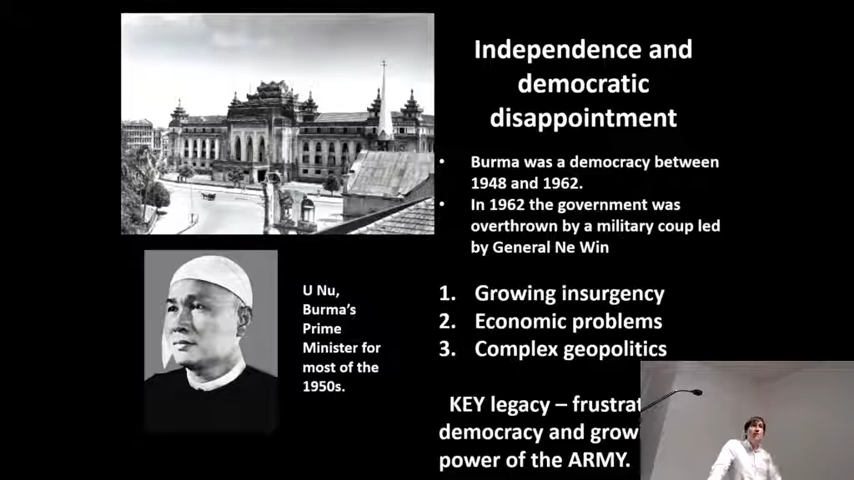 Independence and
democratic
disappointment
• Burma was a democracy between
1948 and 1962.
• In 1962 the government was
overthrown by a military coup led
by General Ne Win
U Nu,
Burma's
Prime
Minister for
most of the
1950s.
1. Growing insurgency
2. Economic problems
3. Complex geopolitics
KEY legacy –
democracy and
power of the ARMY.